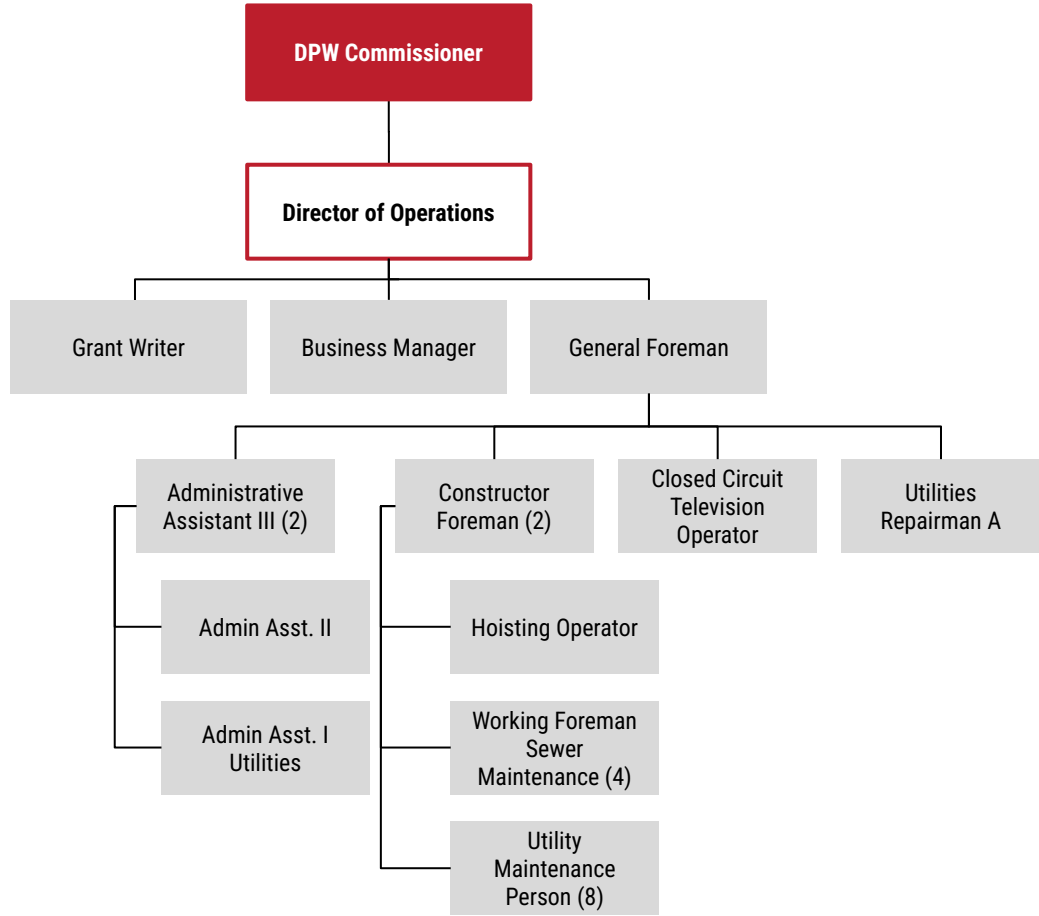 DPW Commissioner
Director of Operations
Grant Writer
Business Manager
General Foreman
Administrative
Assistant III (2)
Constructor
Foreman (2)
Closed Circuit
Television
Operator
Utilities
Repairman A
Admin Asst. II
Hoisting Operator
Admin Asst. I
Utilities
Working Foreman
Sewer
Maintenance (4)
Utility
Maintenance
Person (8)